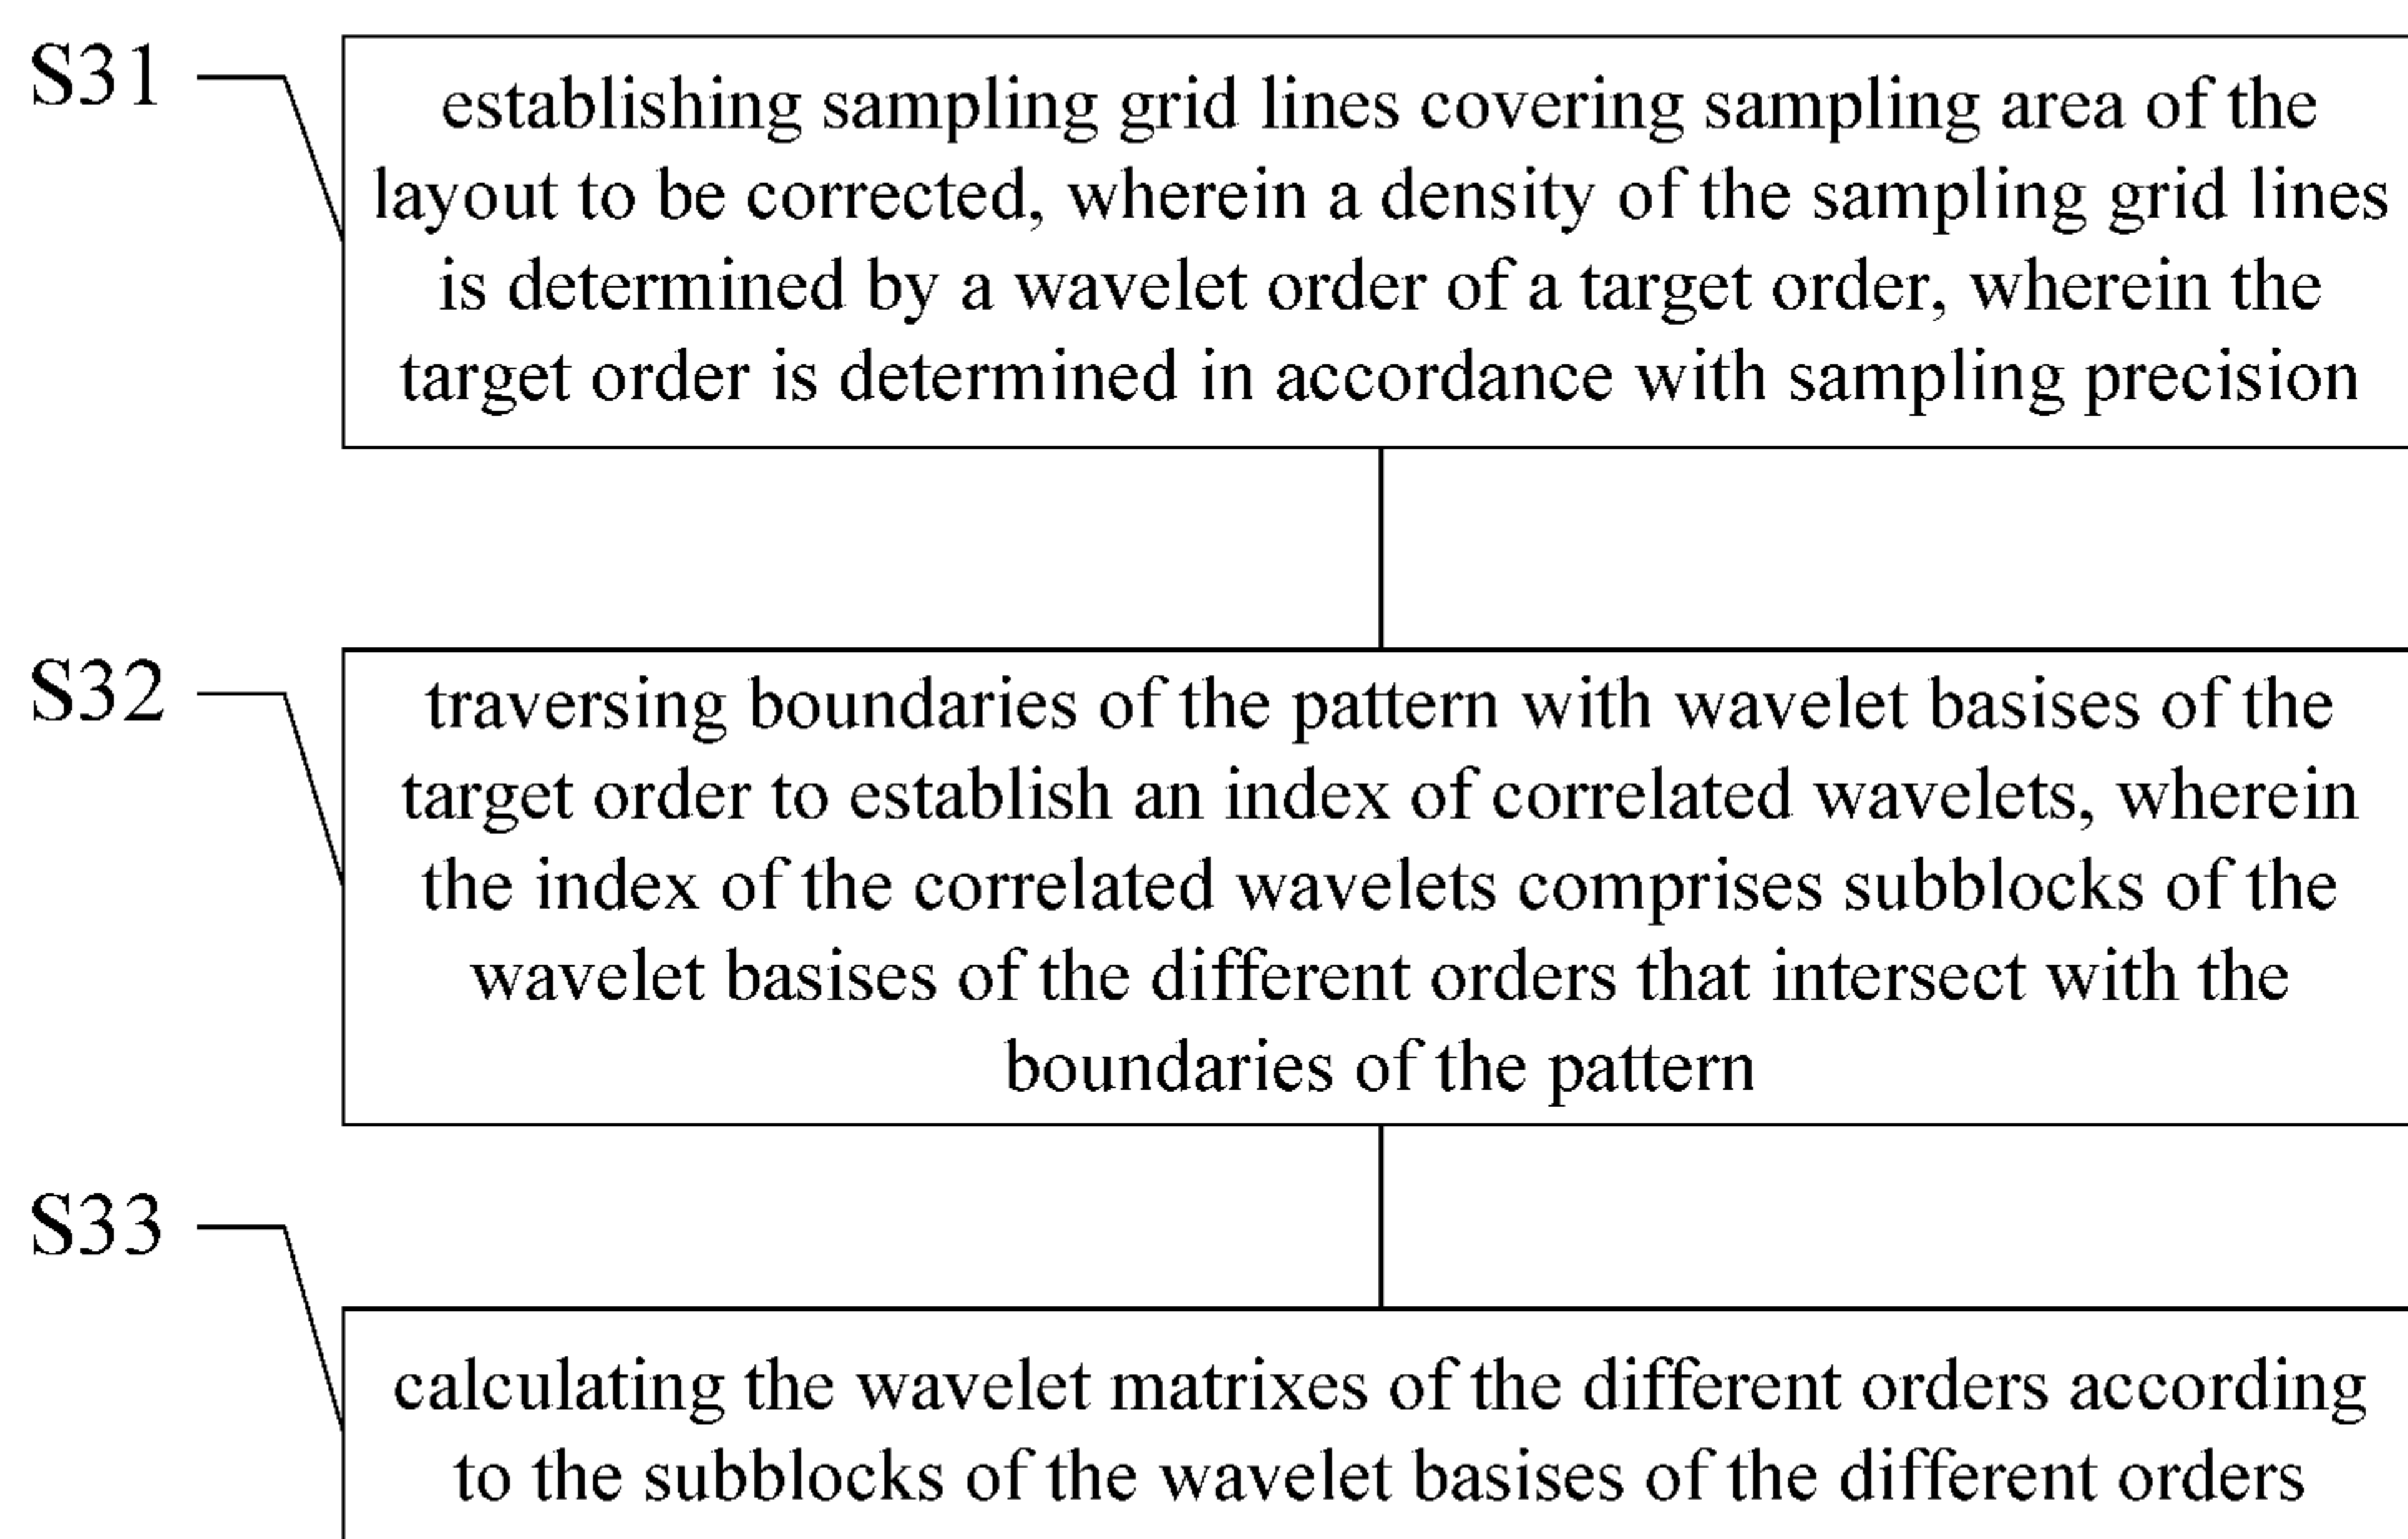 S31
establishing sampling grid lines covering sampling area of the
layout to be corrected, wherein a density of the sampling grid lines
is determined by a wavelet order of a target order, wherein the
target order is determined in accordance with sampling precision
S32
traversing boundaries of the pattern with wavelet basises of the
target order to establish an index of correlated wavelets, wherein
the index of the correlated wavelets comprises subblocks of the
wavelet basises of the different orders that intersect with the
boundaries of the pattern
S33
calculating the wavelet matrixes of the different orders according
to the subblocks of the wavelet basises of the different orders